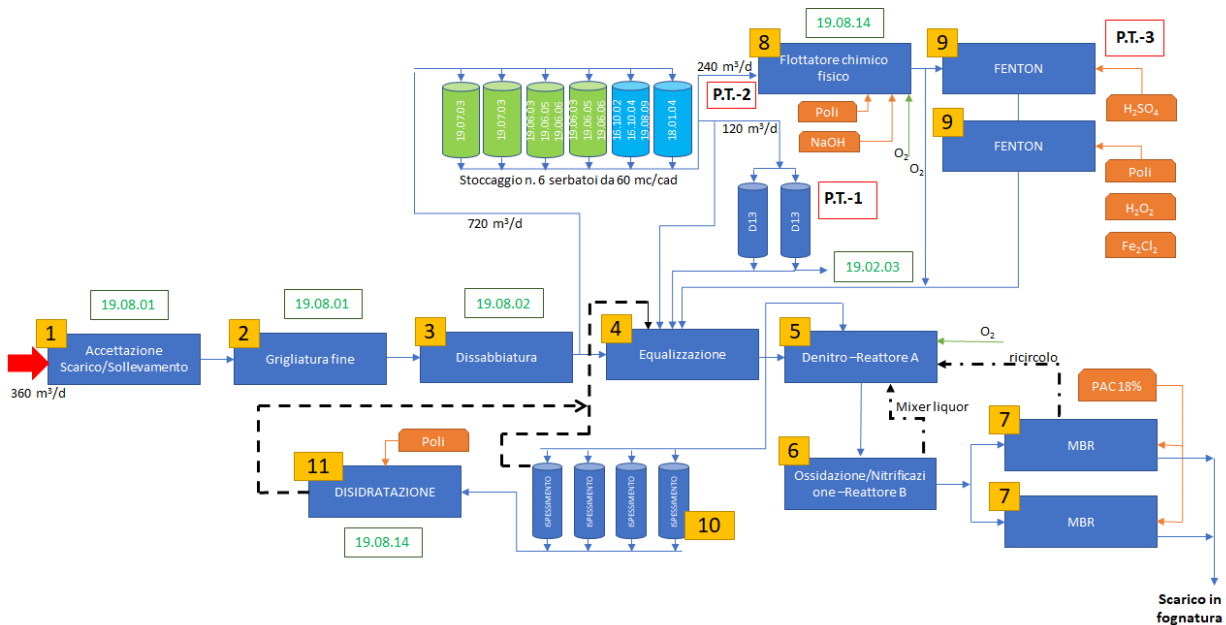 19.08.14
8
Flottatore chimico
fisico
9
FENTON
P.T.-3
240 m³/d
P.T.-2
H₂SO₄
Poli
NaOH
O₂
O₂
9
FENTON
Poli
H₂O₂
Fe₂Cl₂
19.07.03
19.07.03
19.06.03
19.06.05
19.06.06
19.06.03
19.06.05
19.06.06
16.10.02
16.10.04
19.08.09
18.01.04
120 m³/d
Stoccaggio n. 6 serbatoi da 60 mc/cad
720 m³/d
D13
D13
P.T.-1
19.02.03
19.08.01
19.08.01
19.08.02
1
Accettazione
Scarico/Sollevamento
2
Grigliatura fine
3
Dissabbiatura
4
Equalizzazione
5
Denitro –Reattore A
O₂
360 m³/d
ricircolo
PAC 18%
Mixer liquor
Poli
11
DISIDRATAZIONE
19.08.14
ISPESSIMENTO
ISPESSIMENTO
ISPESSIMENTO
ISPESSIMENTO
10
6
Ossidazione/Nitrificazi
one –Reattore B
7
MBR
7
MBR
Scarico in
fognatura